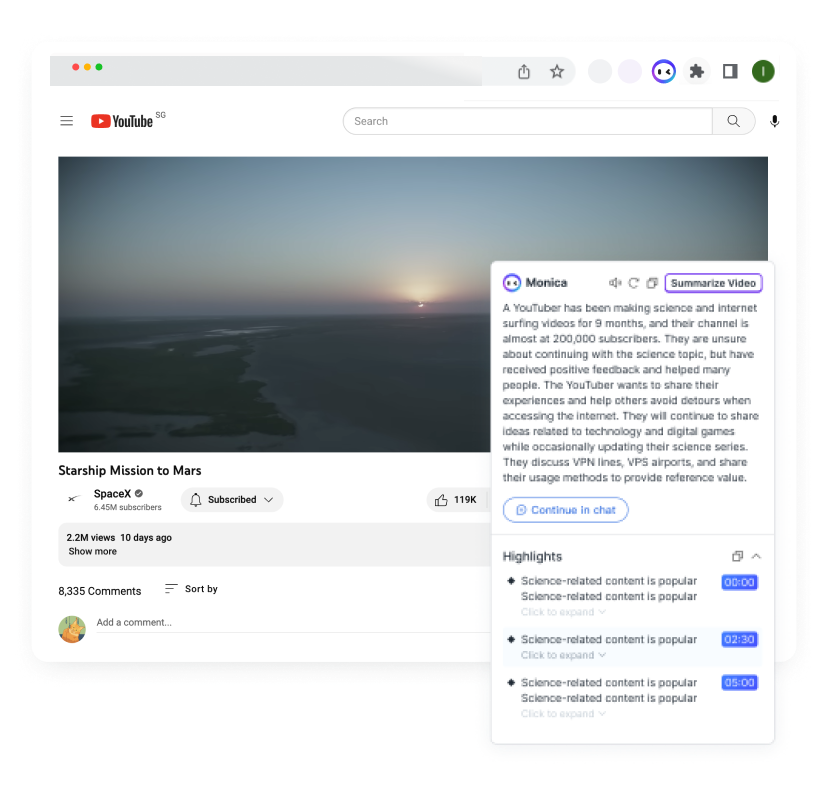 I
YouTube SG
Search
Monica
Summarize Video
A YouTuber has been making science and internet
surfing videos for 9 months, and their channel is
almost at 200,000 subscribers. They are unsure
about continuing with the science topic, but have
received positive feedback and helped many
people. The YouTuber wants to share their
experiences and help others avoid detours when
accessing the internet. They will continue to share
ideas related to technology and digital games
while occasionally updating their science series.
They discuss VPN lines, VPS airports, and share
their usage methods to provide reference value.
Continue in chat
Highlights
Science-related content is popular
Science-related content is popular
00:00
Click to expand
Science-related content is popular
02:30
Click to expand
Science-related content is popular
Science-related content is popular
05:00
Click to expand
Starship Mission to Mars
SpaceX
6.45M subscribers
Subscribed
119K
2.2M views 10 days ago
Show more
8,335 Comments
Sort by
Add a comment...